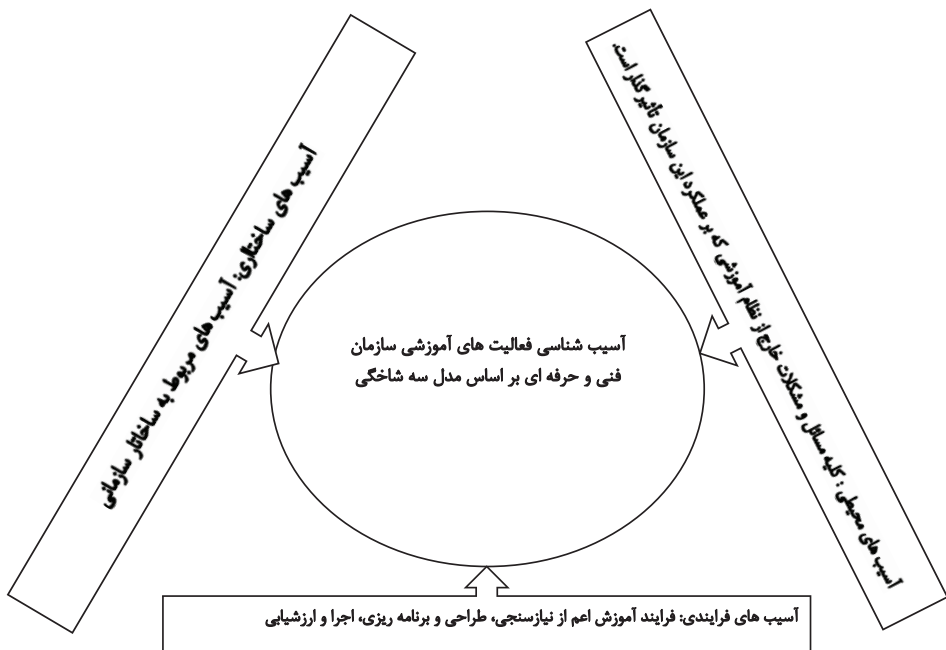 آسیب های ساختاری: آسیب های مربوط به ساختار سازمانی
آسیب های محیطی : کلیه مسائل و مشکلات خارج از نظام آموزشی که بر عملکرد این سازمان تأثیر گذار است.
آسیب شناسی فعالیت های آموزشی سازمان
فنی و حرفه ای بر اساس مدل سه شاخگی
آسیب های فرایندی: فرایند آموزش اعم از نیازسنجی، طراحی و برنامه ریزی، اجرا و ارزشیابی